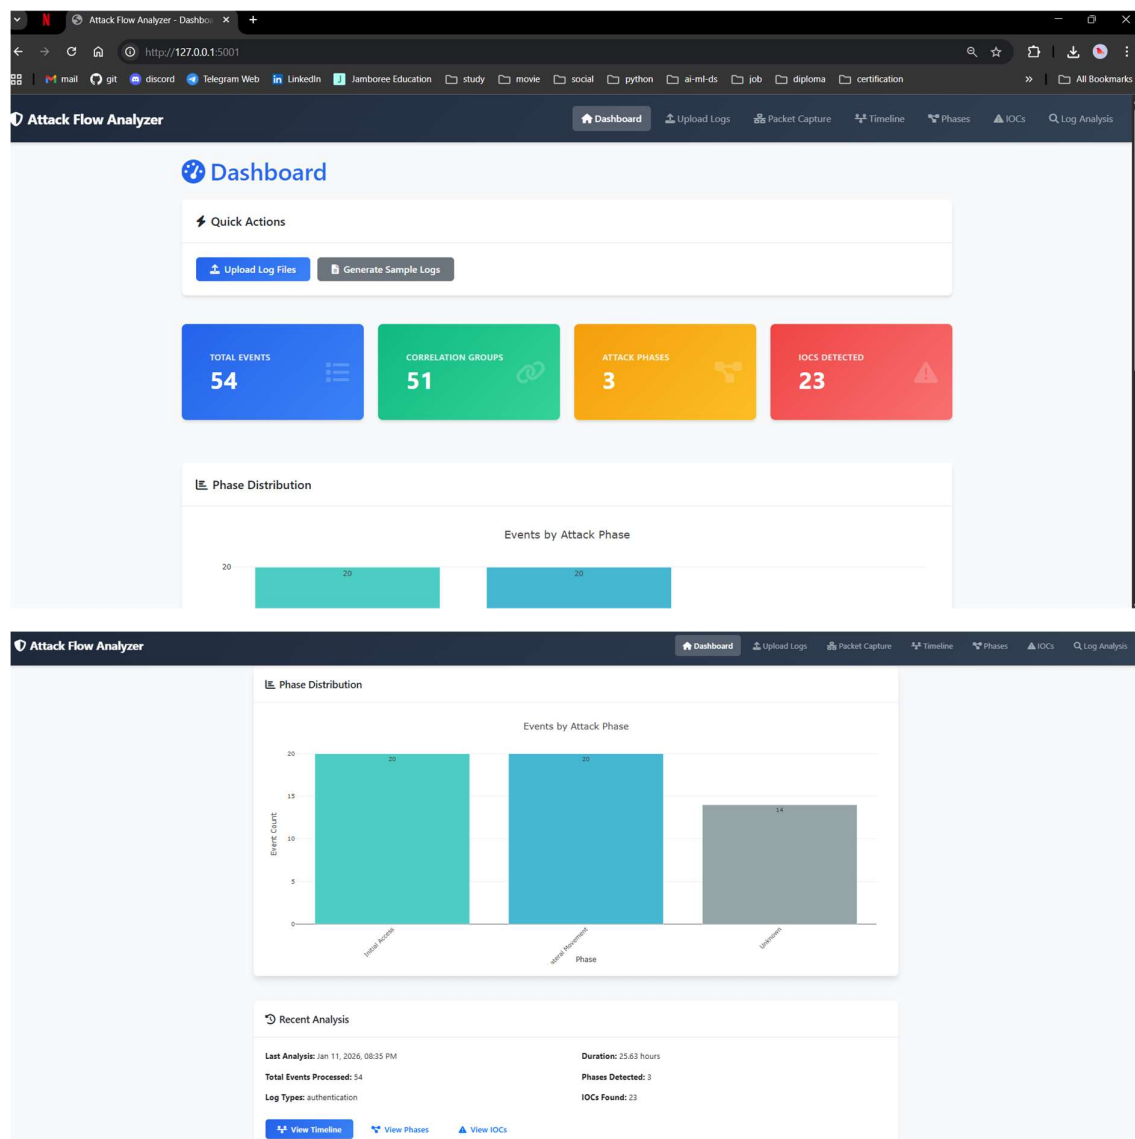 Attack Flow Analyzer - Dashboa
http://127.0.0.1:5001
mail git discord Telegram Web LinkedIn Jamboree Education study movie social python ai-ml-ds job diploma certification » All Bookmarks
Attack Flow Analyzer Dashboard Upload Logs Packet Capture Timeline Phases IOCs Log Analysis
Dashboard
Quick Actions
Upload Log Files Generate Sample Logs
TOTAL EVENTS CORRELATION GROUPS ATTACK PHASES IOCS DETECTED
54 51 3 23
Phase Distribution
Events by Attack Phase
20 20 20
Attack Flow Analyzer Dashboard Upload Logs Packet Capture Timeline Phases IOCs Log Analysis
Phase Distribution
Events by Attack Phase
20 20 20
15 14
10
5
0
Event Count
Initial Access ateral Movement Unknown
Phase
Recent Analysis
Last Analysis: Jan 11, 2026, 08:35 PM Duration: 25.63 hours
Total Events Processed: 54 Phases Detected: 3
Log Types: authentication IOCs Found: 23
View Timeline View Phases View IOCs